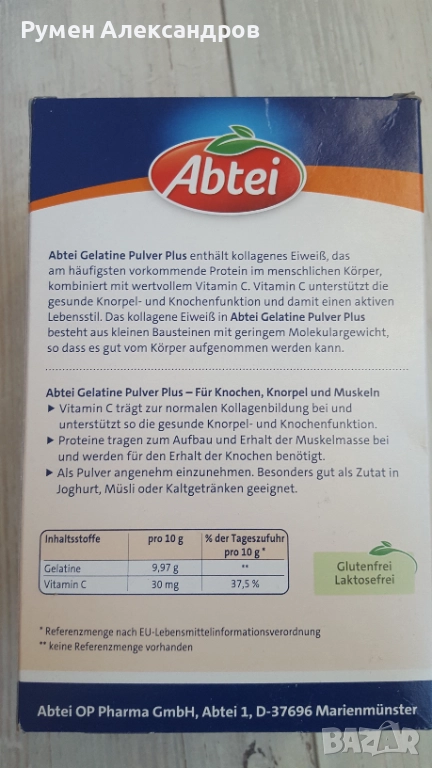 Румен Александров
Abtei
Abtei Gelatine Pulver Plus enthält kollagenes Eiweiß, das
am häufigsten vorkommende Protein im menschlichen Körper,
kombiniert mit wertvollem Vitamin C. Vitamin C unterstützt die
gesunde Knorpel- und Knochenfunktion und damit einen aktiven
Lebensstil. Das kollagene Eiweiß in Abtei Gelatine Pulver Plus
besteht aus kleinen Bausteinen mit geringem Molekulargewicht,
so dass es gut vom Körper aufgenommen werden kann.
Abtei Gelatine Pulver Plus – Für Knochen, Knorpel und Muskeln
▶ Vitamin C trägt zur normalen Kollagenbildung bei und
unterstützt so die gesunde Knorpel- und Knochenfunktion.
▶ Proteine tragen zum Aufbau und Erhalt der Muskelmasse bei
und werden für den Erhalt der Knochen benötigt.
▶ Als Pulver angenehm einzunehmen. Besonders gut als Zutat in
Joghurt, Müsli oder Kaltgetränken geeignet.
Inhaltsstoffe pro 10 g % der Tageszufuhr
pro 10 g *
Gelatine 9,97 g **
Vitamin C 30 mg 37,5 %
Glutenfrei
Laktosefrei
* Referenzmenge nach EU-Lebensmittelinformationsverordnung
** keine Referenzmenge vorhanden
Abtei OP Pharma GmbH, Abtei 1, D-37696 Marienmünster
BAZAR